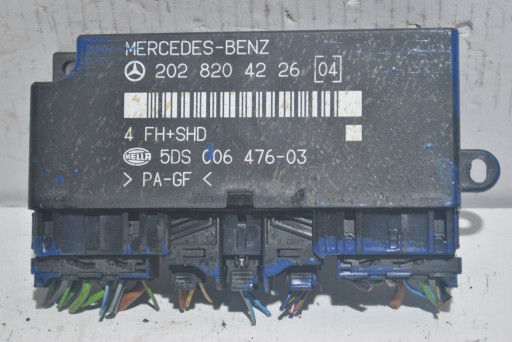 MERCEDES-BENZ
202 820 42 26 04
4 FH+SHD
HELLA 5DS 006 476-03
> PA-GF <